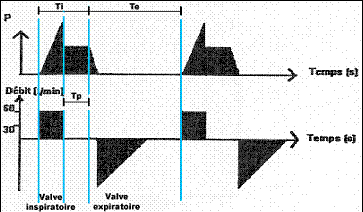 Ti
Te
P
Temps (s)
Débit (l/min)
Tp
60
30
Temps (s)
Valve inspiratoire
Valve expiratoire